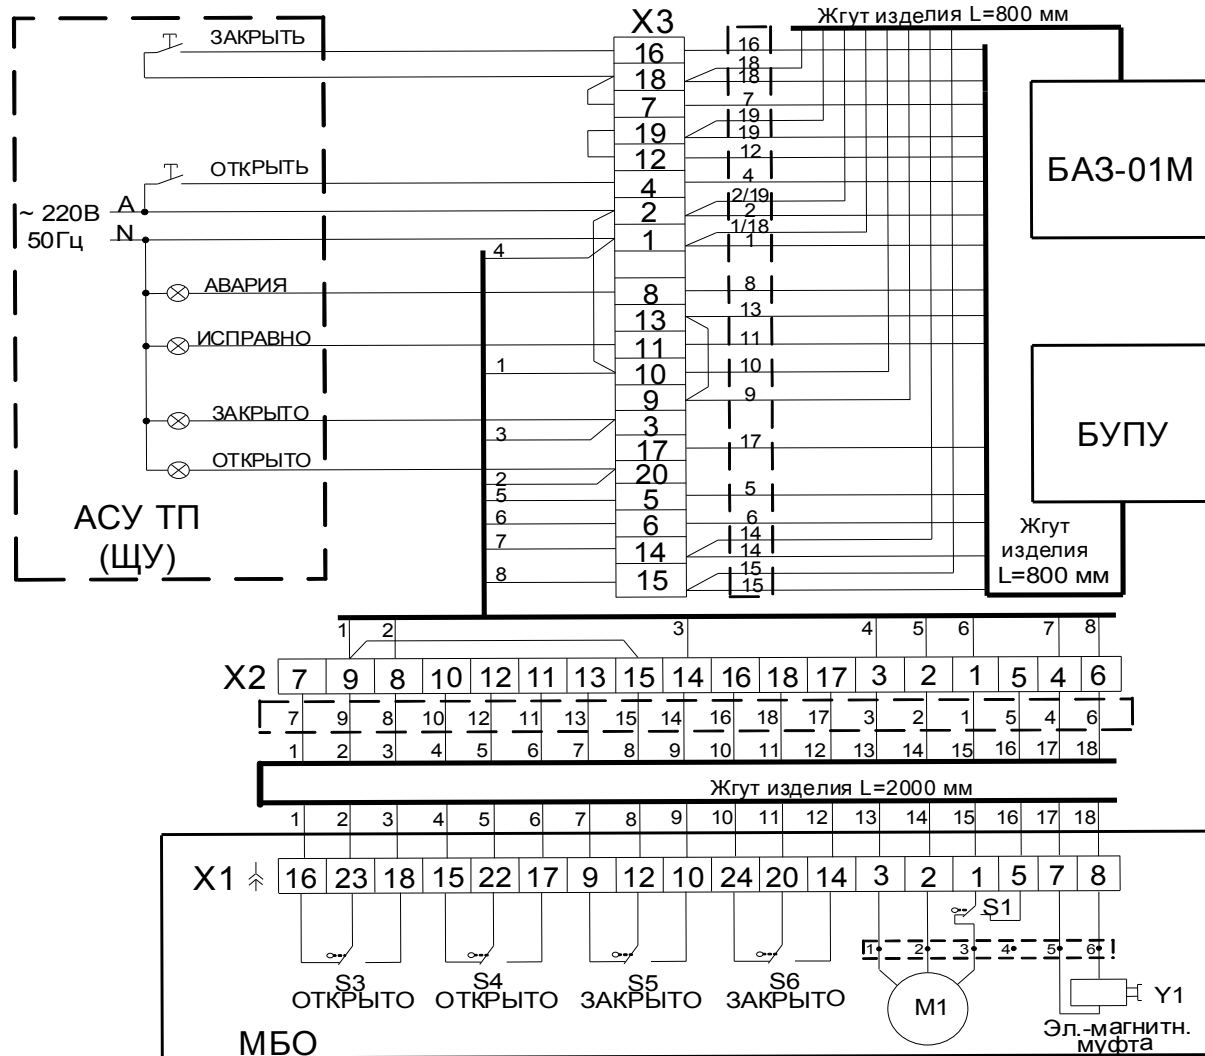 X3
Жгут изделия L=800 мм
ЗАКРЫТЬ
16
16
18
18
18
7
7
19
19
19
12
12
БАЗ-01М
ОТКРЫТЬ
4
4
~ 220В A
2
2/19
2
50Гц N
1
1/18
1
4
АВАРИЯ
8
8
13
13
ИСПРАВНО
11
11
1
10
10
9
9
ЗАКРЫТО
3
3
БУПУ
17
17
ОТКРЫТО
20
2
5
5
5
АСУ ТП
(ЩУ)
6
6
6
Жгут
изделия
L=800 мм
7
14
14
14
8
15
15
15
1 2 3 4 5 6 7 8
X2 7 9 8 10 12 11 13 15 14 16 18 17 3 2 1 5 4 6
7 9 8 10 12 11 13 15 14 16 18 17 3 2 1 5 4 6
1 2 3 4 5 6 7 8 9 10 11 12 13 14 15 16 17 18
Жгут изделия L=2000 мм
1 2 3 4 5 6 7 8 9 10 11 12 13 14 15 16 17 18
X1 16 23 18 15 22 17 9 12 10 24 20 14 3 2 1 5 7 8
S1
1 2 3 4 5 6
S3
ОТКРЫТО
S4
ОТКРЫТО
S5
ЗАКРЫТО
S6
ЗАКРЫТО
М1
Y1
Эл.-магнитн.
муфта
МБО